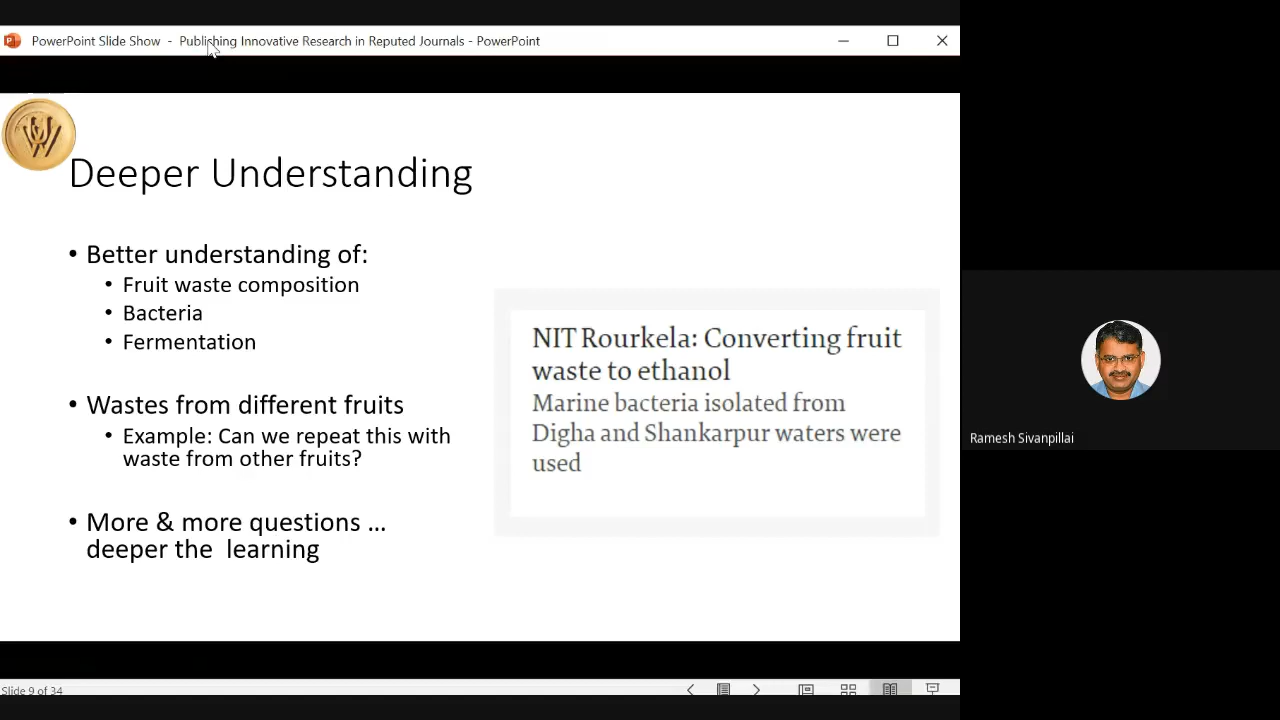 PowerPoint Slide Show - Publishing Innovative Research in Reputed Journals - PowerPoint
Deeper Understanding
• Better understanding of:
• Fruit waste composition
• Bacteria
• Fermentation
• Wastes from different fruits
• Example: Can we repeat this with
waste from other fruits?
• More & more questions ...
deeper the learning
NIT Rourkela: Converting fruit
waste to ethanol
Marine bacteria isolated from
Digha and Shankarpur waters were
used
Ramesh Sivanpillai
Slide 9 of 34